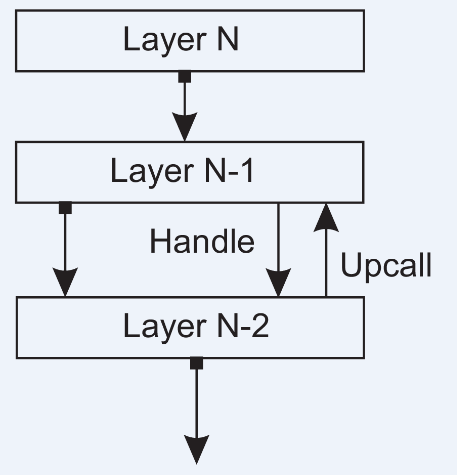 Layer N
Layer N-1
Handle
Upcall
Layer N-2